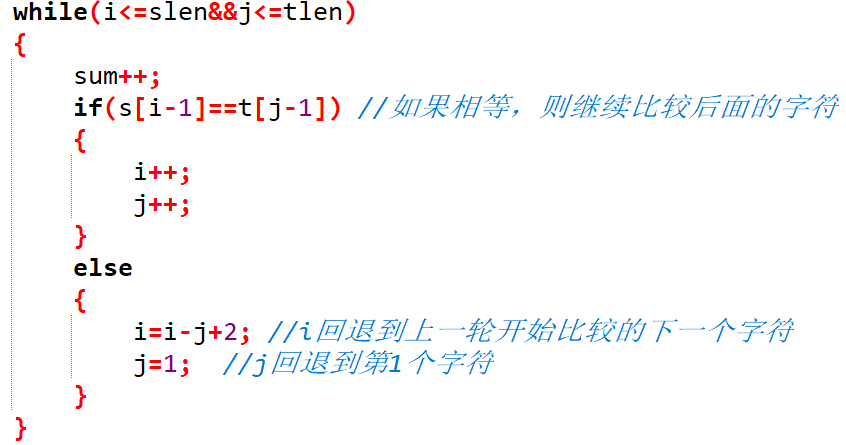 while(i<=slen&&j<=tlen)
{
    sum++;
    if(s[i-1]==t[j-1]) //如果相等，则继续比较后面的字符
    {
        i++;
        j++;
    }
    else
    {
        i=i-j+2; //i回退到上一轮开始比较的下一个字符
        j=1;  //j回退到第1个字符
    }
}